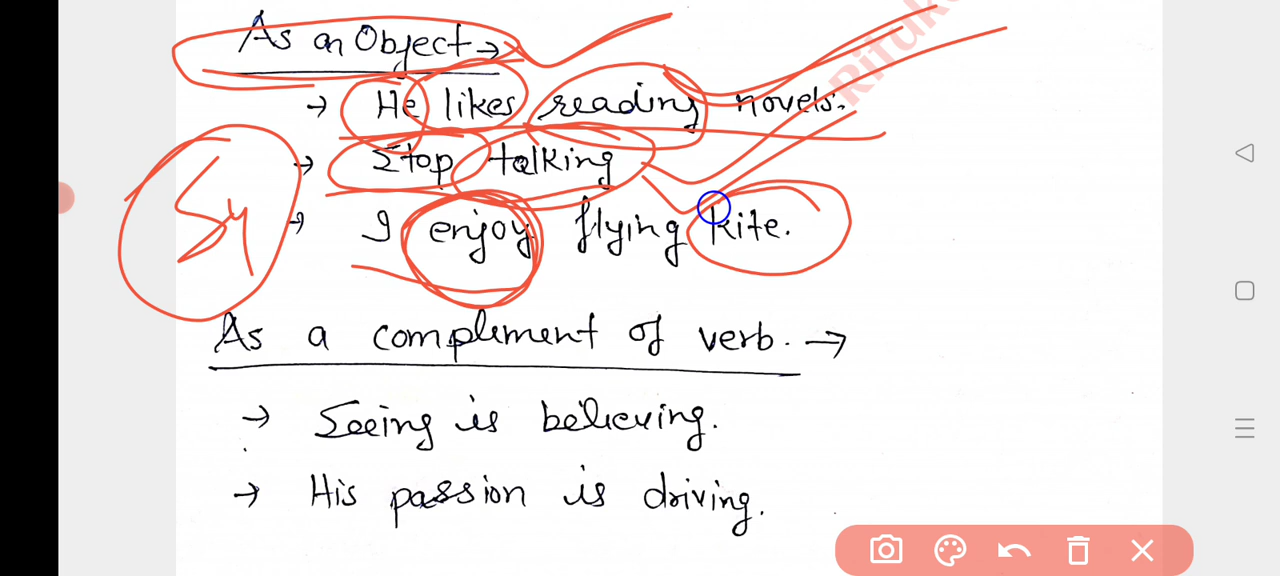 As an Object →
→ He likes reading novels.
→ Stop talking
→ I enjoy flying kite.
As a complement of verb. →
→ Seeing is believing.
→ His passion is driving.